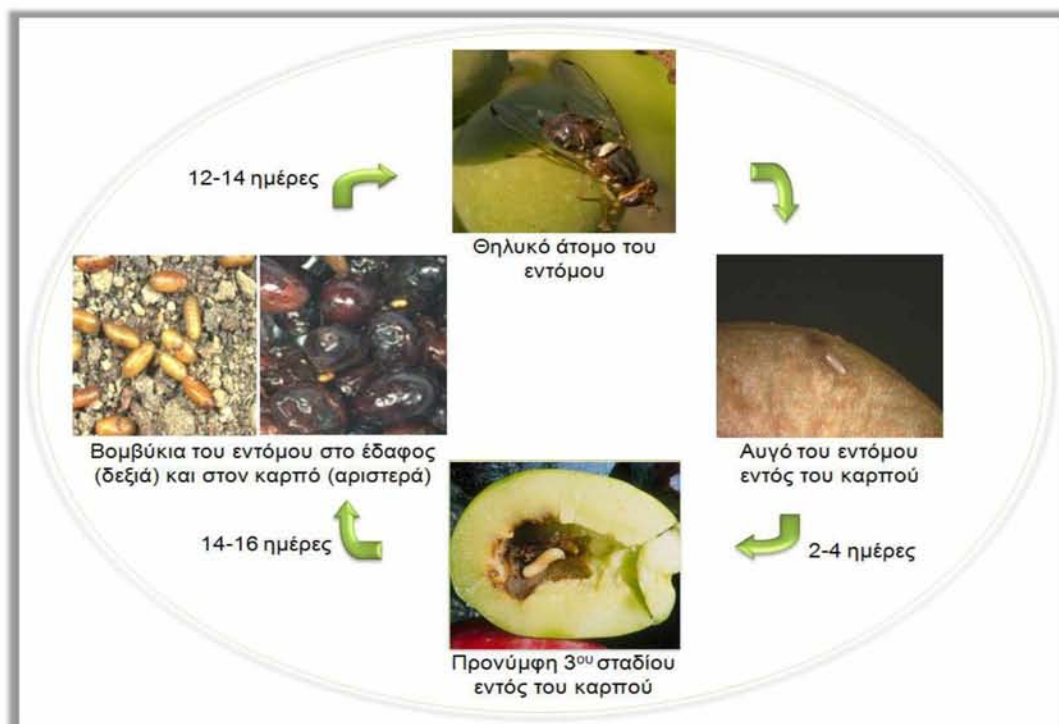 12-14 ημέρες
Θηλυκό άτομο του
εντόμου
Βομβύκια του εντόμου στο έδαφος
(δεξιά) και στον καρπό (αριστερά)
Αυγό του εντόμου
εντός του καρπού
14-16 ημέρες
2-4 ημέρες
Προνύμφη 3ου σταδίου
εντός του καρπού